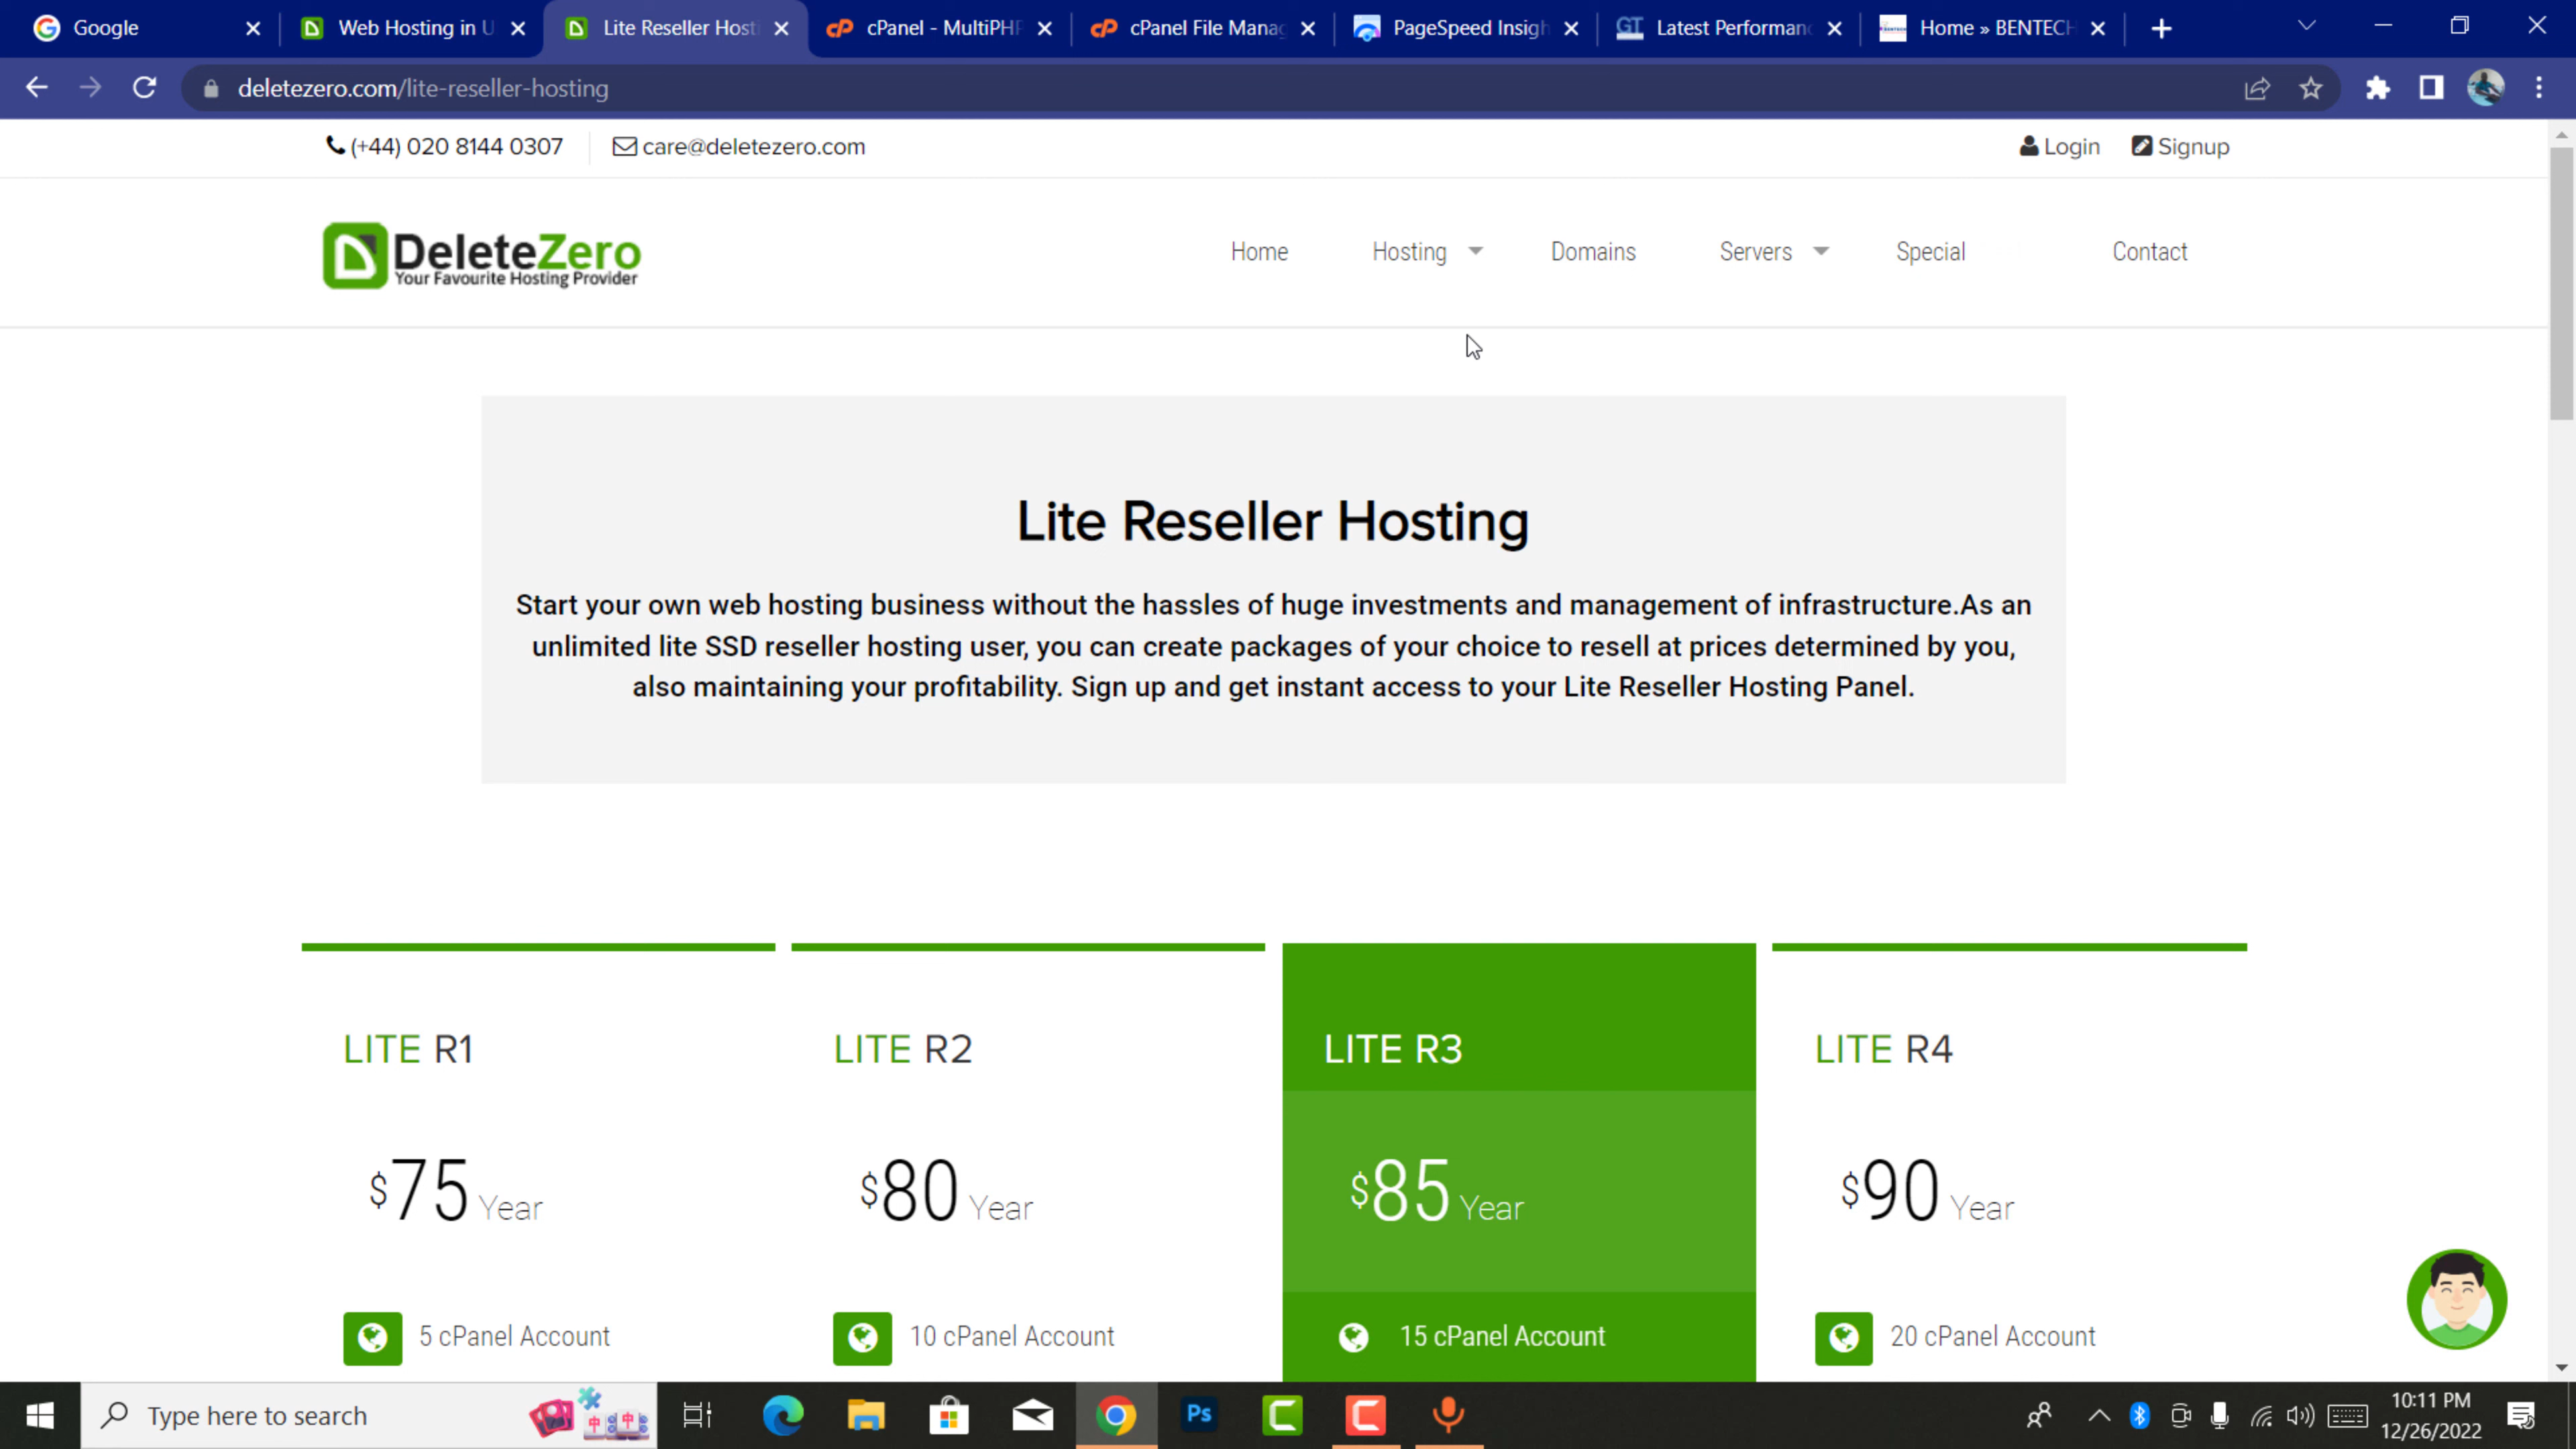 Google
Web Hosting in U
Lite Reseller Hosti
cPanel - MultiPHP
cPanel File Manag
PageSpeed Insigh
Latest Performanc
Home » BENTECH
deletezero.com/lite-reseller-hosting
(+44) 020 8144 0307
care@deletezero.com
Login
Signup
DeleteZero
Your Favourite Hosting Provider
Home
Hosting
Domains
Servers
Special
Contact
Lite Reseller Hosting
Start your own web hosting business without the hassles of huge investments and management of infrastructure.As an
unlimited lite SSD reseller hosting user, you can create packages of your choice to resell at prices determined by you,
also maintaining your profitability. Sign up and get instant access to your Lite Reseller Hosting Panel.
LITE R1
$75 Year
5 cPanel Account
LITE R2
$80 Year
10 cPanel Account
LITE R3
$85 Year
15 cPanel Account
LITE R4
$90 Year
20 cPanel Account
Type here to search
Ps
10:11 PM
12/26/2022